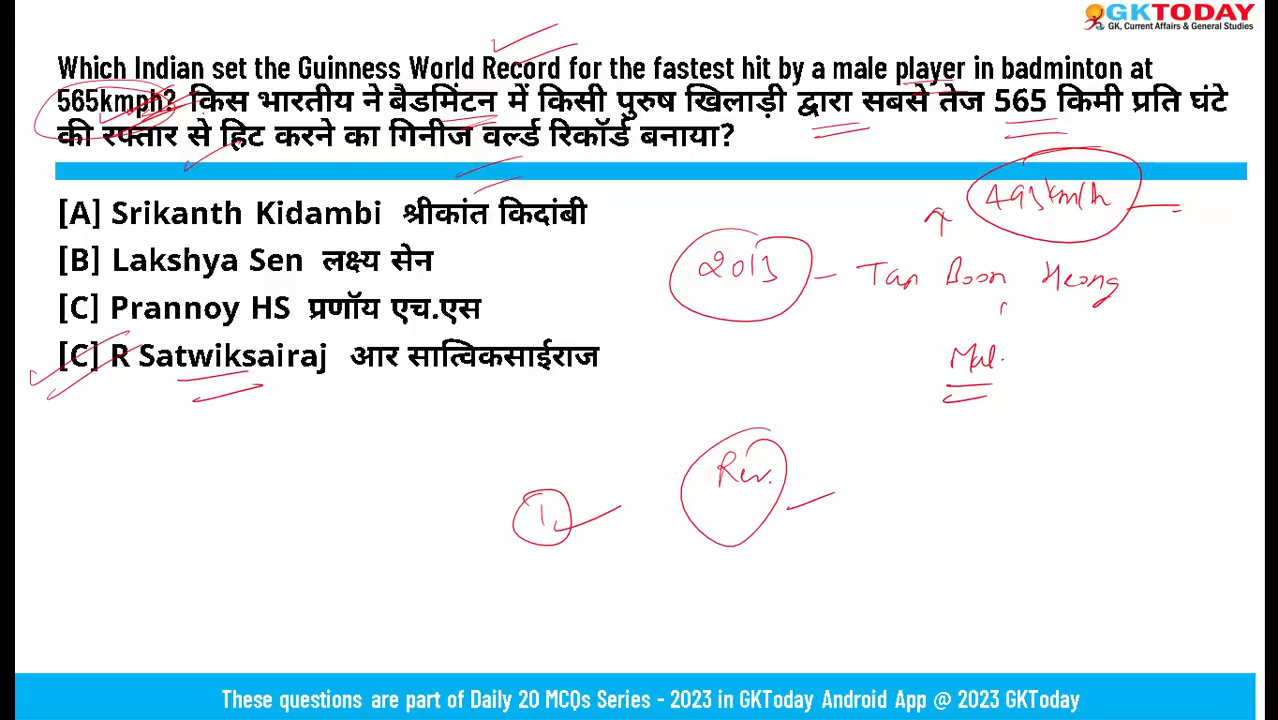 GKTODAY
GK, Current Affairs & General Studies
Which Indian set the Guinness World Record for the fastest hit by a male player in badminton at
565kmph? किस भारतीय ने बैडमिंटन में किसी पुरुष खिलाड़ी द्वारा सबसे तेज 565 किमी प्रति घंटे
की रफ्तार से हिट करने का गिनीज वर्ल्ड रिकॉर्ड बनाया?
[A] Srikanth Kidambi श्रीकांत किदांबी
493km/h
[B] Lakshya Sen लक्ष्य सेन
2013 - Tan Boon Heong
[C] Prannoy HS प्रणॉय एच.एस
[C] R Satwiksairaj आर सात्विकसाईराज
Mal.
Rev.
1
These questions are part of Daily 20 MCQs Series - 2023 in GKToday Android App @ 2023 GKToday